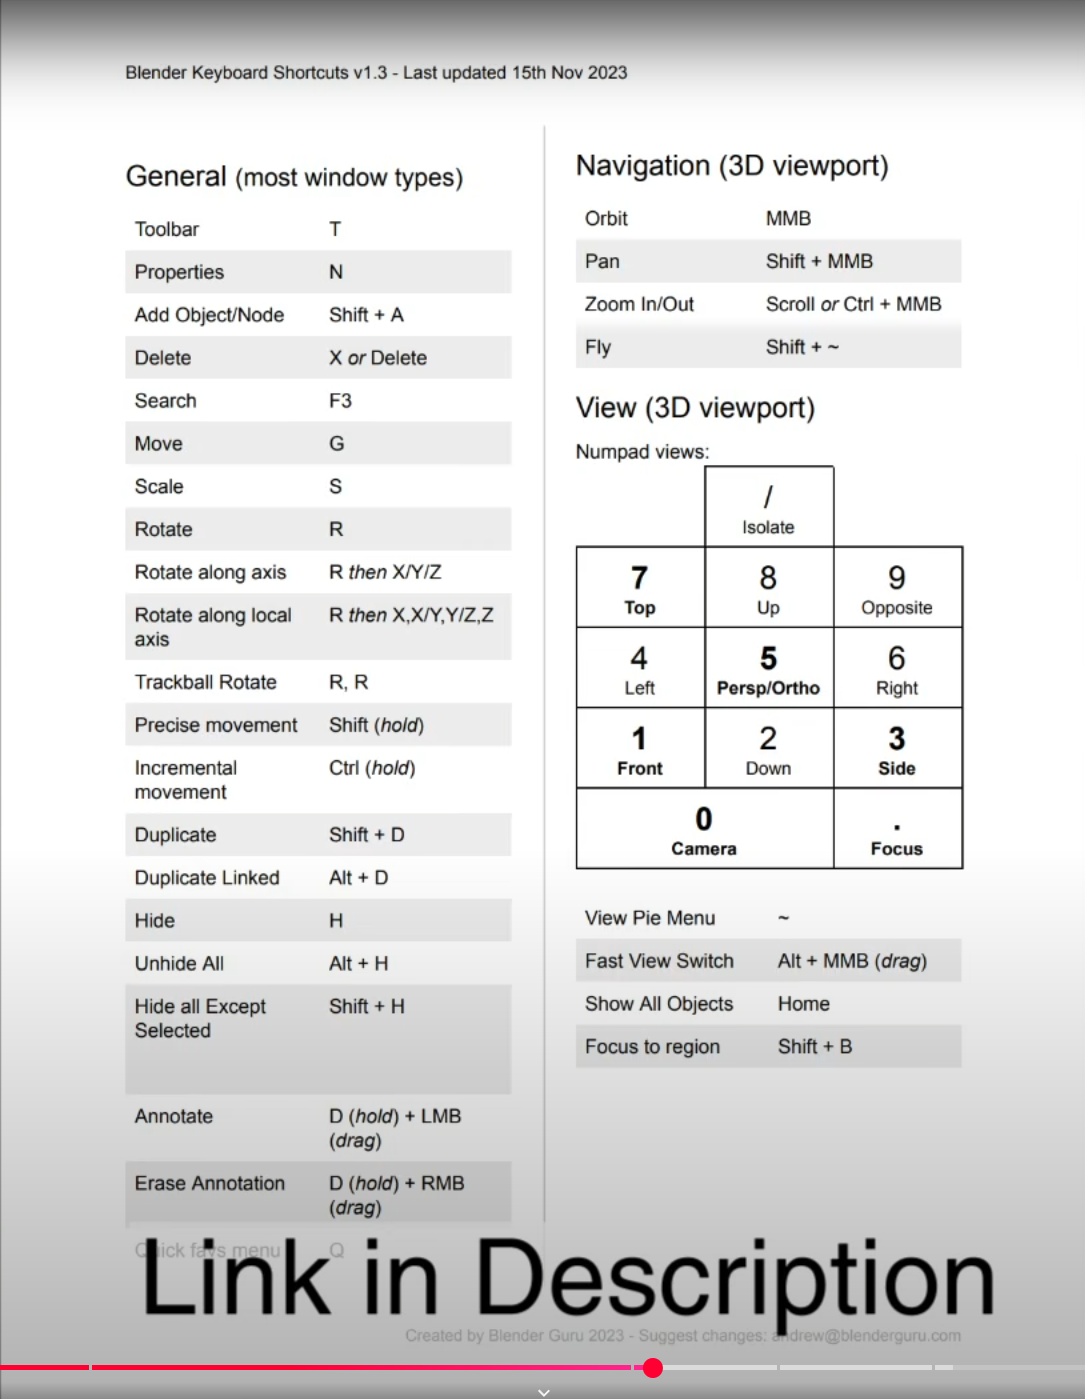 Blender Keyboard Shortcuts v1.3 - Last updated 15th Nov 2023
General (most window types)
Toolbar T
Properties N
Add Object/Node Shift + A
Delete X or Delete
Search F3
Move G
Scale S
Rotate R
Rotate along axis R then X/Y/Z
Rotate along local R then X,X/Y,Y/Z,Z
axis
Trackball Rotate R, R
Precise movement Shift (hold)
Incremental Ctrl (hold)
movement
Duplicate Shift + D
Duplicate Linked Alt + D
Hide H
Unhide All Alt + H
Hide all Except Shift + H
Selected
Annotate D (hold) + LMB
(drag)
Erase Annotation D (hold) + RMB
(drag)
Quick favs menu Q
Navigation (3D viewport)
Orbit MMB
Pan Shift + MMB
Zoom In/Out Scroll or Ctrl + MMB
Fly Shift + ~
View (3D viewport)
Numpad views:
/
Isolate
7 8 9
Top Up Opposite
4 5 6
Left Persp/Ortho Right
1 2 3
Front Down Side
0 .
Camera Focus
View Pie Menu ~
Fast View Switch Alt + MMB (drag)
Show All Objects Home
Focus to region Shift + B
Link in Description
Created by Blender Guru 2023 - Suggest changes: andrew@blenderguru.com